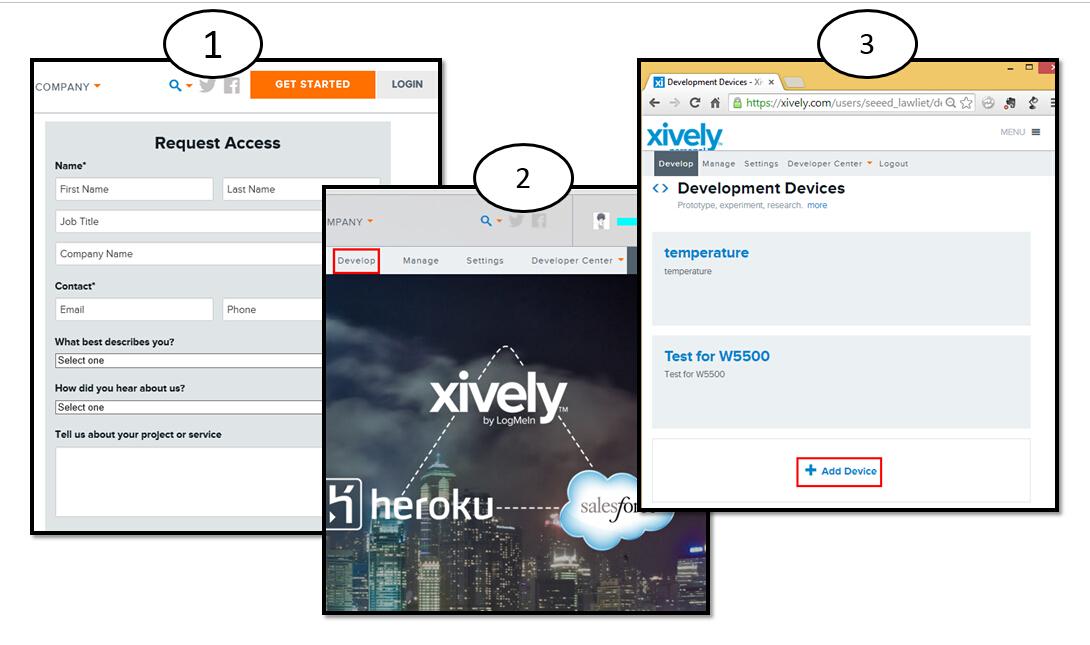 1
COMPANY
GET STARTED
LOGIN
Request Access
Name*
First Name
Last Name
Job Title
Company Name
Contact*
Email
Phone
What best describes you?
Select one
How did you hear about us?
Select one
Tell us about your project or service
2
MPANY
Develop
Manage
Settings
Developer Center
xively™
by LogMeIn
heroku
salesfor
3
Development Devices - Xi
https://xively.com/users/seeed_lawliet/de
xively
personal
MENU
Develop Manage Settings Developer Center Logout
<> Development Devices
Prototype, experiment, research. more
temperature
temperature
Test for W5500
Test for W5500
+ Add Device